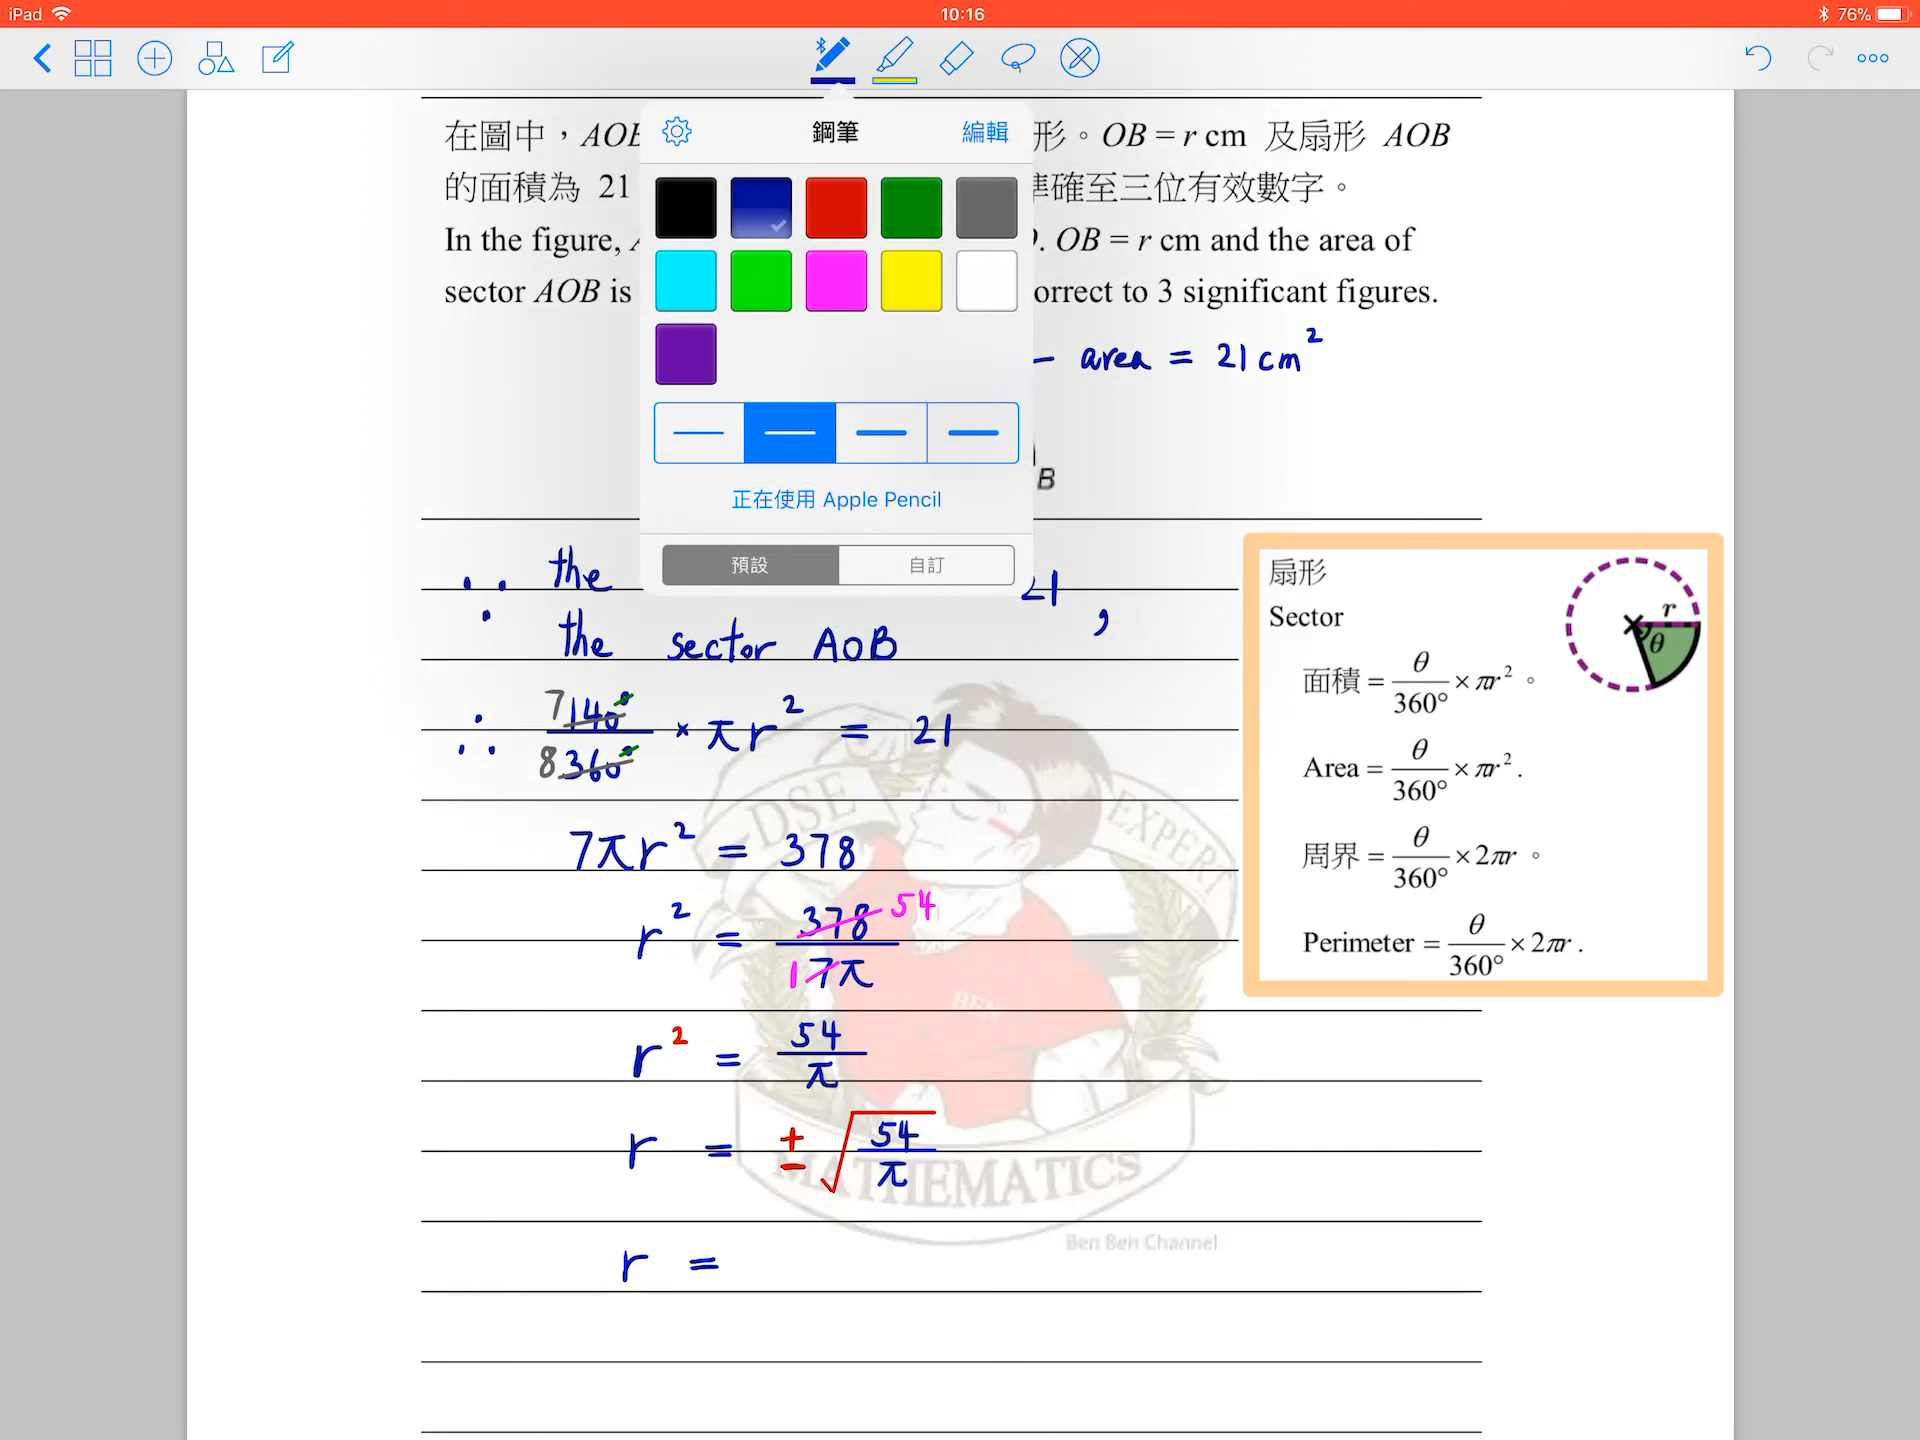 iPad 10:16 76%
鋼筆 編輯
在圖中，AOB 形。OB = r cm 及扇形 AOB
的面積為 21 準確至三位有效數字。
In the figure, . OB = r cm and the area of
sector AOB is orrect to 3 significant figures.
area = 21 cm²
B
正在使用 Apple Pencil
預設 自訂
∵ the 21 ,
the sector AOB
∴ 7 140° / 8 360° × πr² = 21
7πr² = 378
r² = 378 54 / 1 7π
r² = 54 / π
r = ± √(54 / π)
r =
扇形
Sector
r
θ
面積 = θ/360° × πr² 。
Area = θ/360° × πr² .
周界 = θ/360° × 2πr 。
Perimeter = θ/360° × 2πr .
DSE EXPERT
BEN
MATHEMATICS
Ben Ben Channel